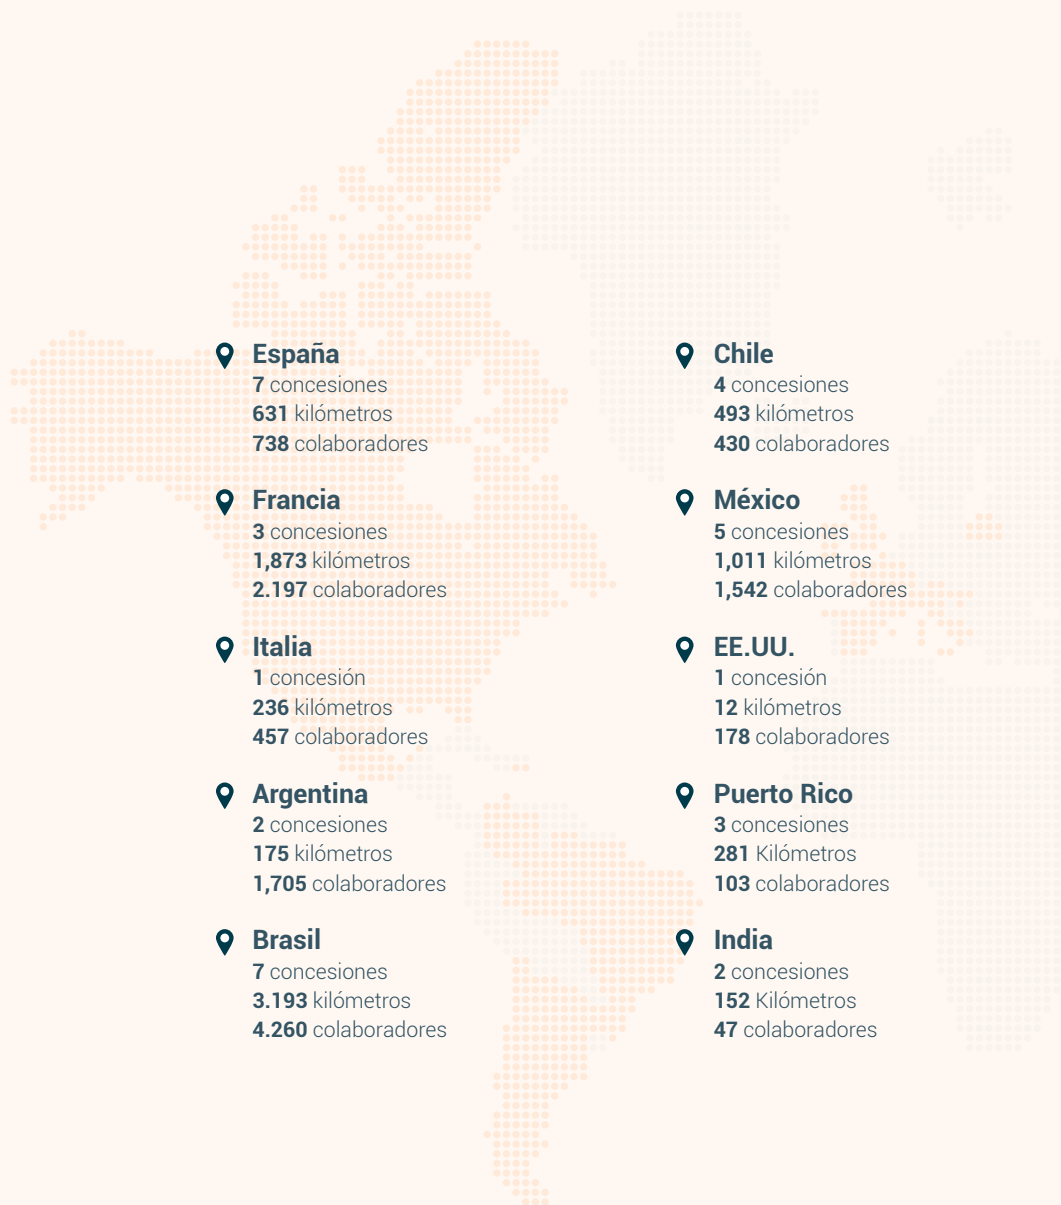 España
7 concesiones
631 kilómetros
738 colaboradores
Francia
3 concesiones
1,873 kilómetros
2.197 colaboradores
Italia
1 concesión
236 kilómetros
457 colaboradores
Argentina
2 concesiones
175 kilómetros
1,705 colaboradores
Brasil
7 concesiones
3.193 kilómetros
4.260 colaboradores
Chile
4 concesiones
493 kilómetros
430 colaboradores
México
5 concesiones
1,011 kilómetros
1,542 colaboradores
EE.UU.
1 concesión
12 kilómetros
178 colaboradores
Puerto Rico
3 concesiones
281 Kilómetros
103 colaboradores
India
2 concesiones
152 Kilómetros
47 colaboradores